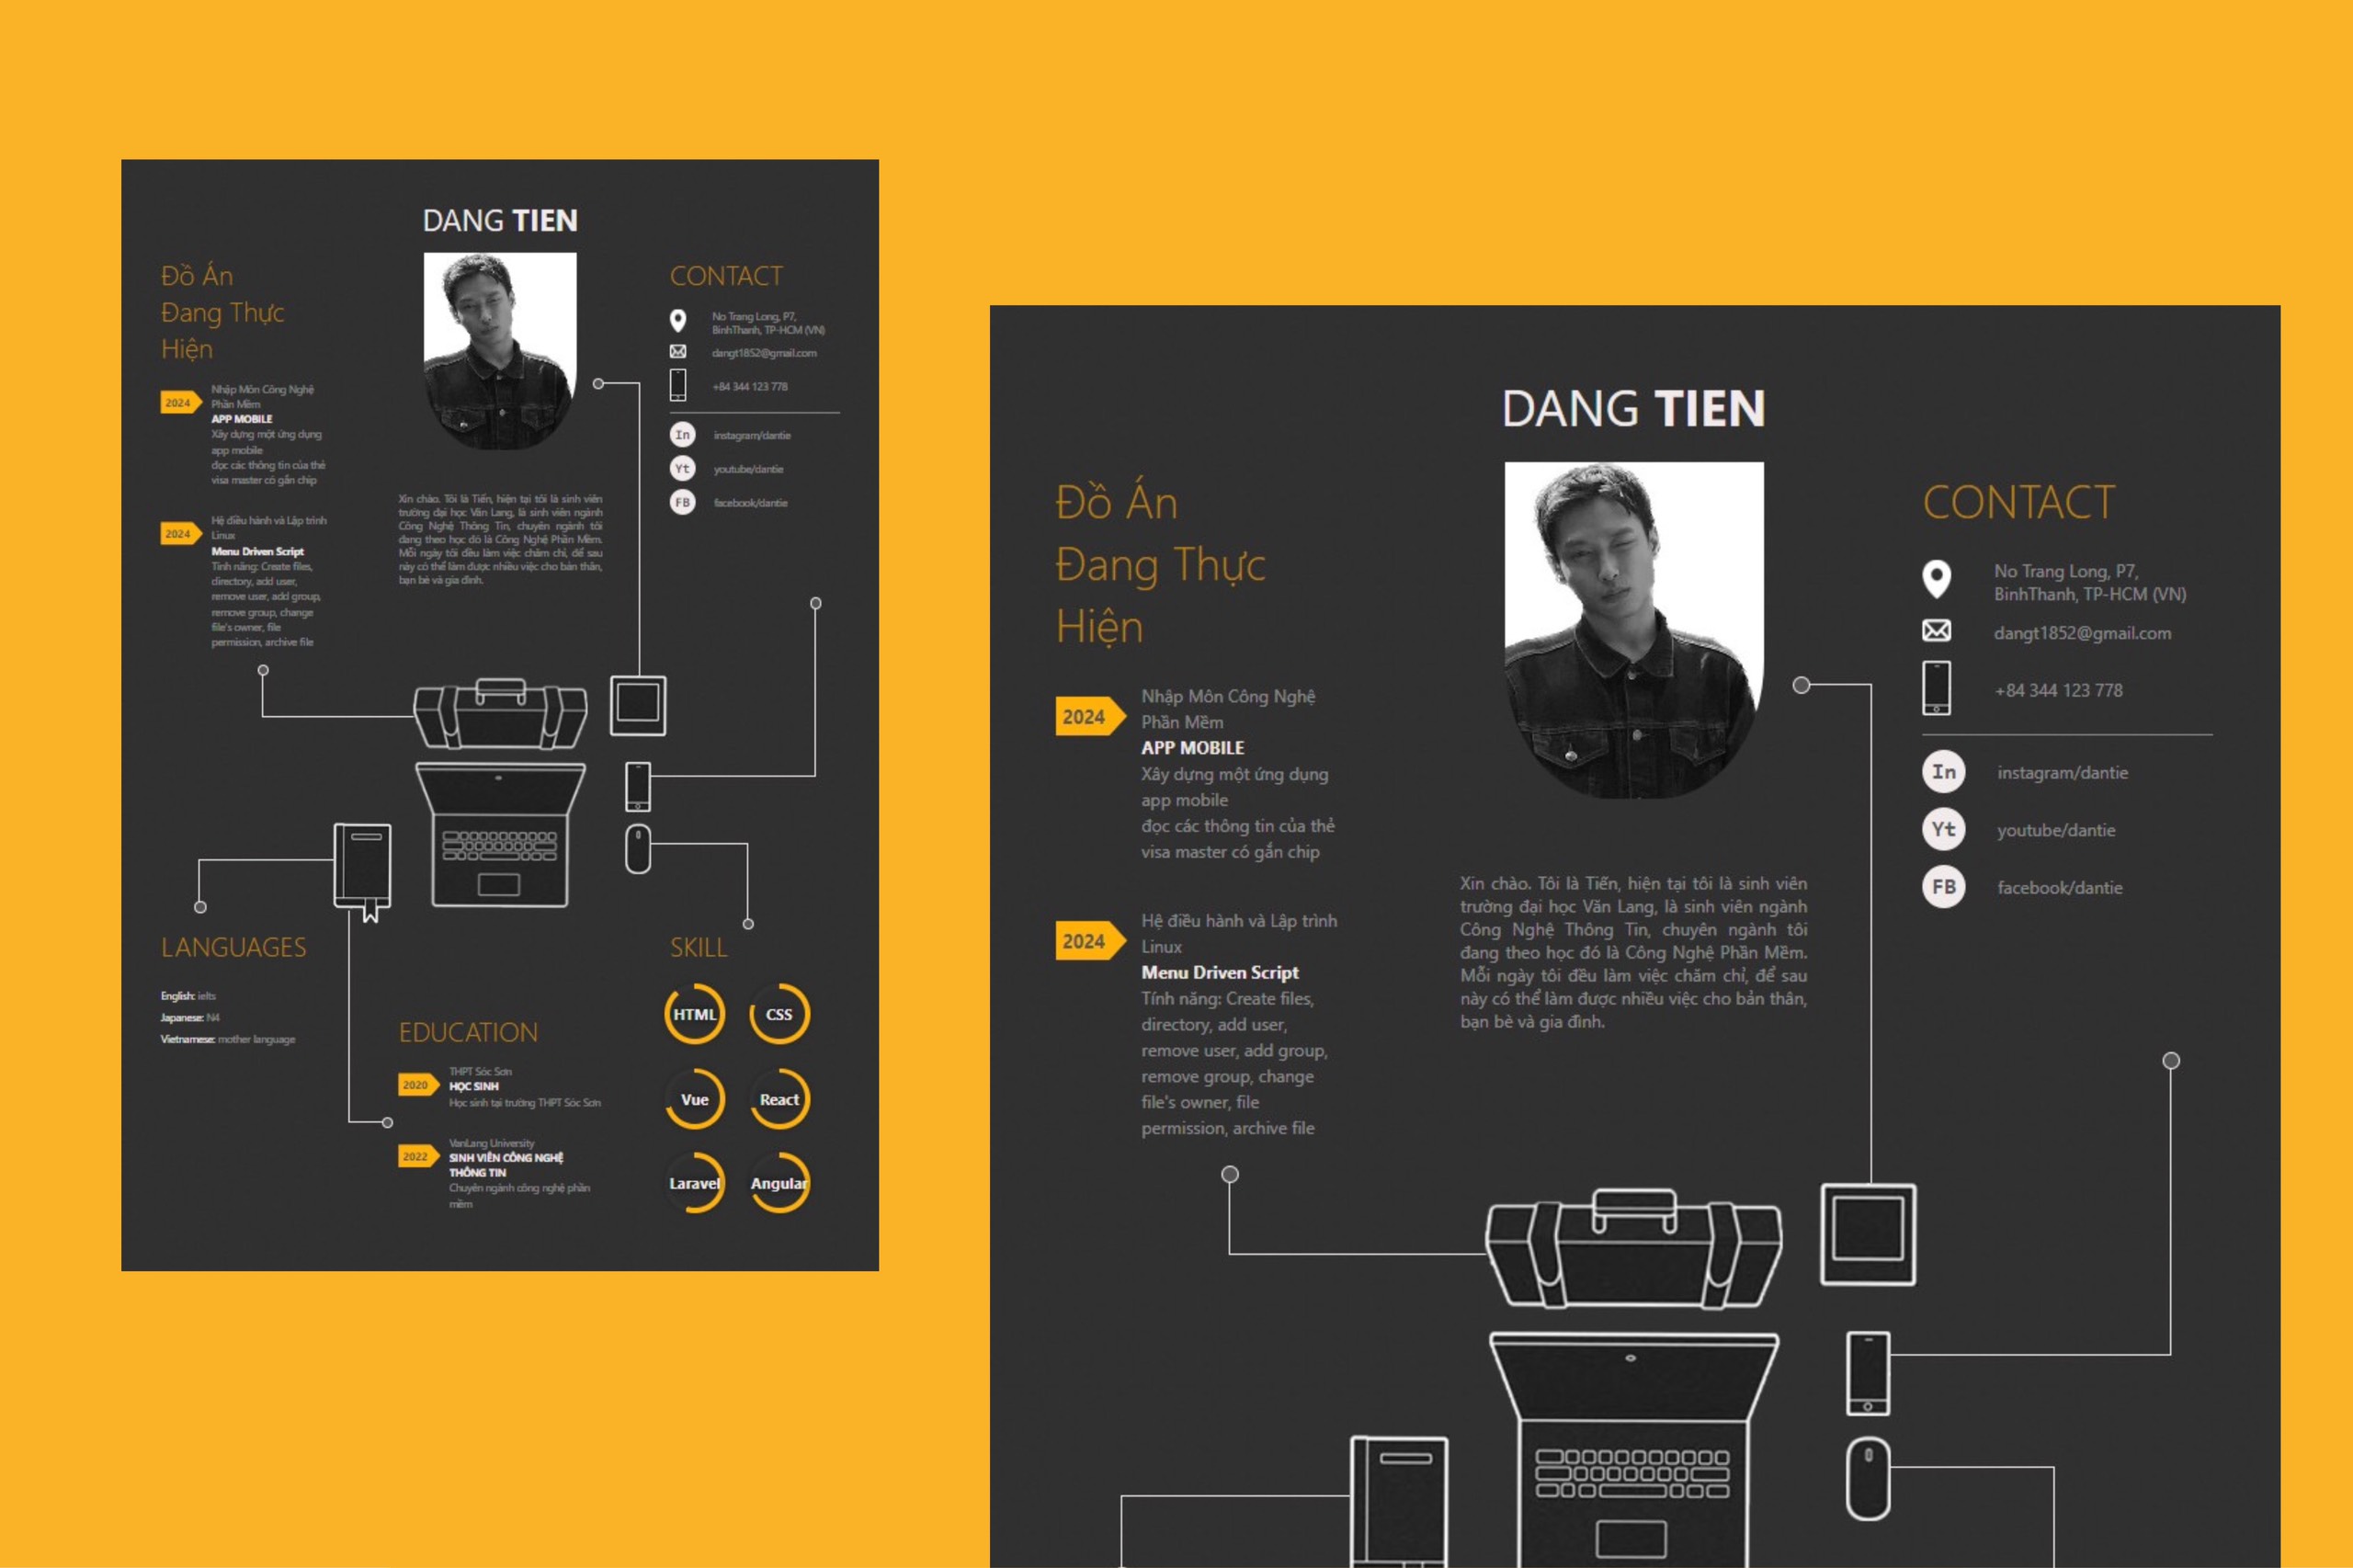 DANG TIEN
Đồ Án
Đang Thực
Hiện
2024
Nhập Môn Công Nghệ
Phần Mềm
APP MOBILE
Xây dựng một ứng dụng
app mobile
đọc các thông tin của thẻ
visa master có gắn chip
2024
Hệ điều hành và Lập trình
Linux
Menu Driven Script
Tính năng: Create files,
directory, add user,
remove user, add group,
remove group, change
file's owner, file
permission, archive file
Xin chào. Tôi là Tiến, hiện tại tôi là sinh viên
trường đại học Văn Lang, là sinh viên ngành
Công Nghệ Thông Tin, chuyên ngành tôi
đang theo học đó là Công Nghệ Phần Mềm.
Mỗi ngày tôi đều làm việc chăm chỉ, để sau
này có thể làm được nhiều việc cho bản thân,
bạn bè và gia đình.
CONTACT
No Trang Long, P7,
BinhThanh, TP-HCM (VN)
dangt1852@gmail.com
+84 344 123 778
In instagram/dantie
Yt youtube/dantie
FB facebook/dantie
LANGUAGES
English: ielts
Japanese: N4
Vietnamese: mother language
EDUCATION
2020
THPT Sóc Sơn
HỌC SINH
Học sinh tại trường THPT Sóc Sơn
2022
VanLang University
SINH VIÊN CÔNG NGHỆ
THÔNG TIN
Chuyên ngành công nghệ phần
mềm
SKILL
HTML
CSS
Vue
React
Laravel
Angular
DANG TIEN
Đồ Án
Đang Thực
Hiện
2024
Nhập Môn Công Nghệ
Phần Mềm
APP MOBILE
Xây dựng một ứng dụng
app mobile
đọc các thông tin của thẻ
visa master có gắn chip
2024
Hệ điều hành và Lập trình
Linux
Menu Driven Script
Tính năng: Create files,
directory, add user,
remove user, add group,
remove group, change
file's owner, file
permission, archive file
Xin chào. Tôi là Tiến, hiện tại tôi là sinh viên
trường đại học Văn Lang, là sinh viên ngành
Công Nghệ Thông Tin, chuyên ngành tôi
đang theo học đó là Công Nghệ Phần Mềm.
Mỗi ngày tôi đều làm việc chăm chỉ, để sau
này có thể làm được nhiều việc cho bản thân,
bạn bè và gia đình.
CONTACT
No Trang Long, P7,
BinhThanh, TP-HCM (VN)
dangt1852@gmail.com
+84 344 123 778
In instagram/dantie
Yt youtube/dantie
FB facebook/dantie